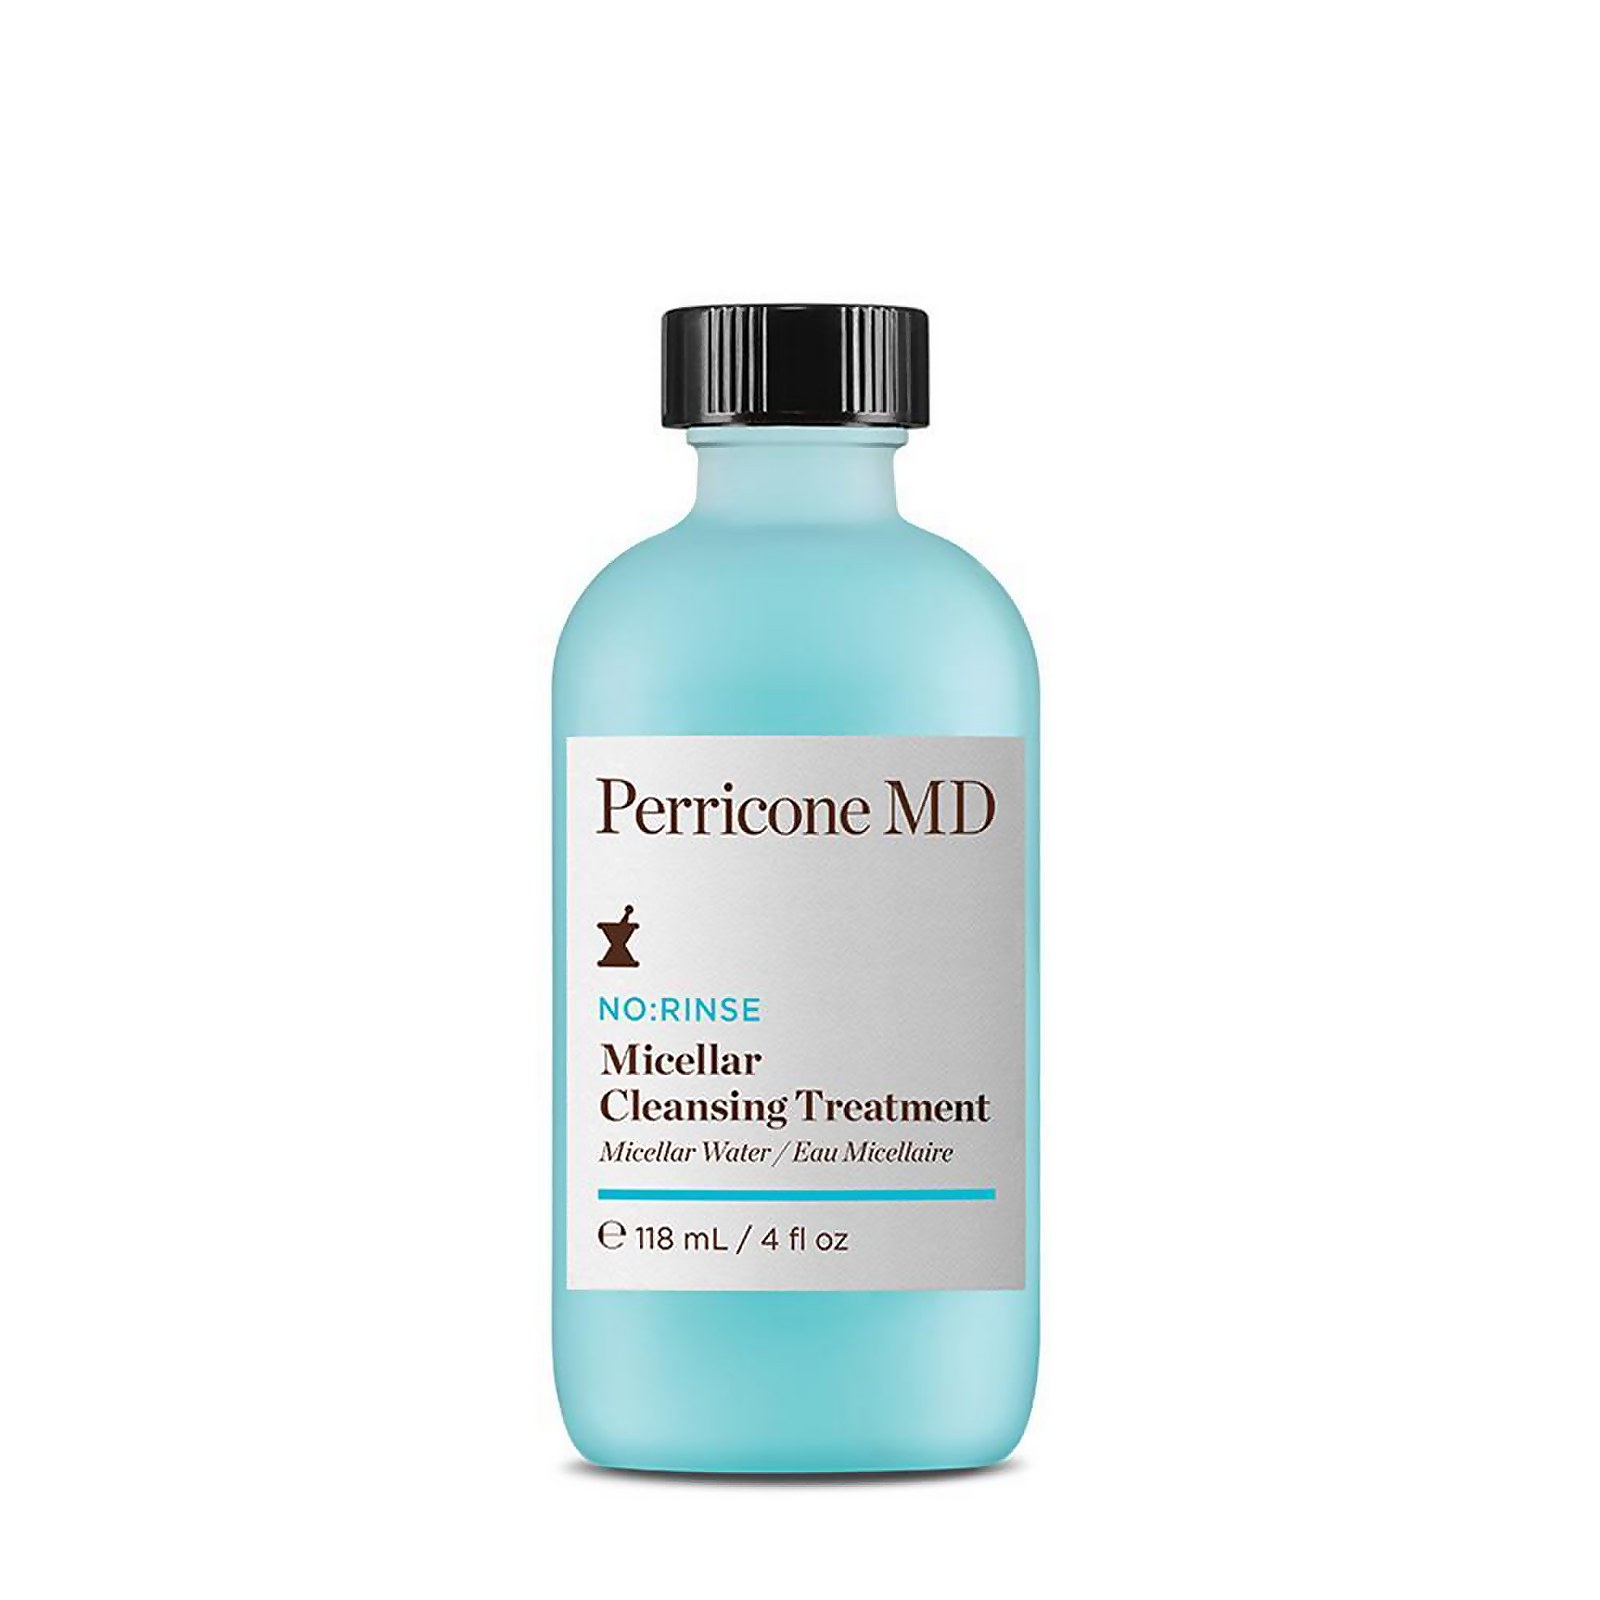 Perricone MD
NO:RINSE
Micellar
Cleansing Treatment
Micellar Water / Eau Micellaire
℮ 118 mL / 4 fl oz